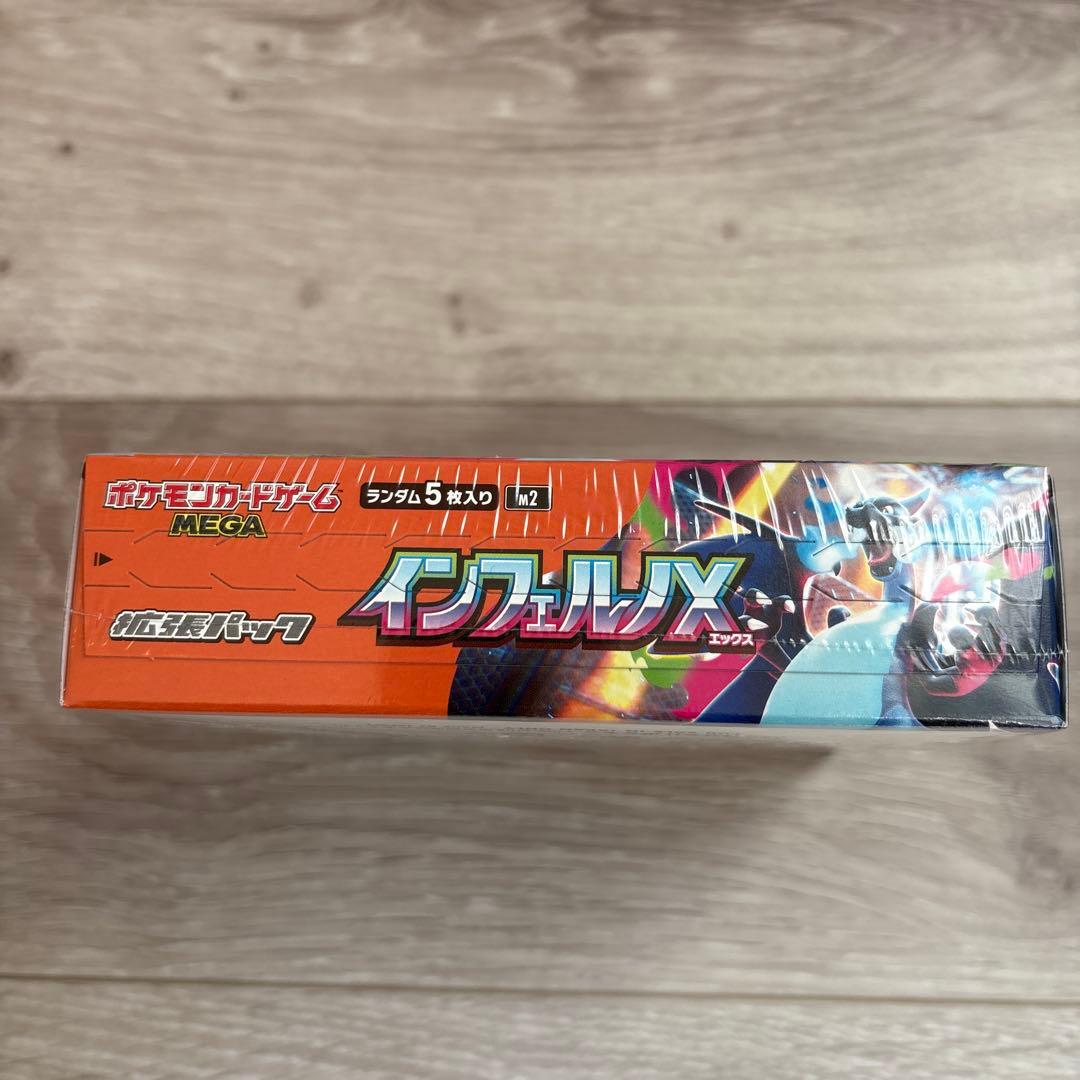 ポケモンカードゲーム
MEGA
ランダム5枚入り
M2
拡張パック
インフェルノX
エックス